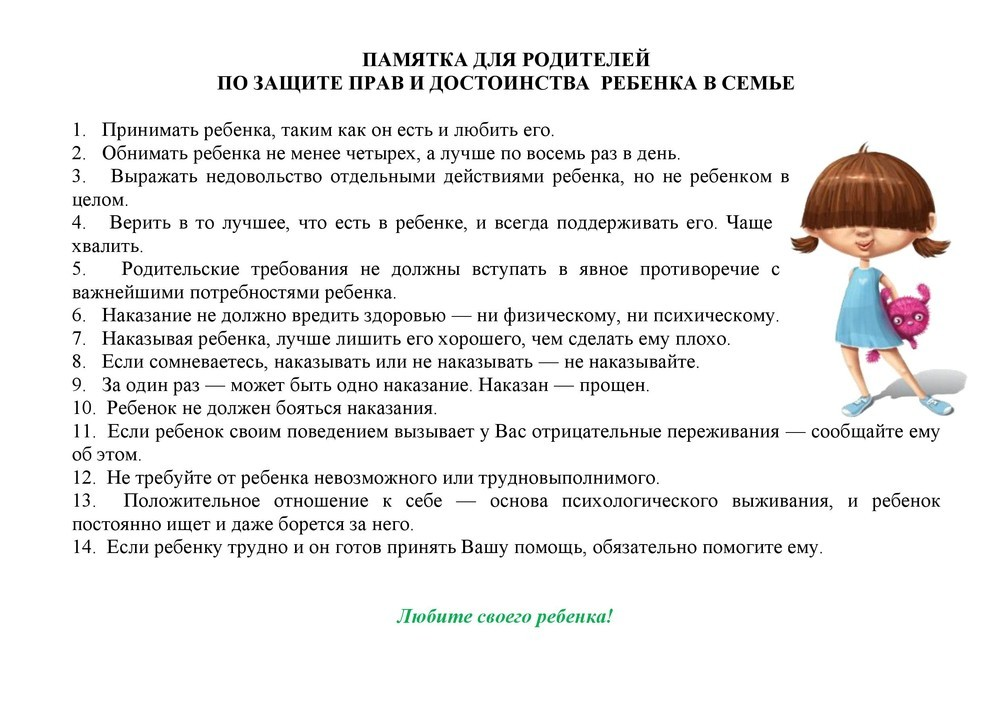 ПАМЯТКА ДЛЯ РОДИТЕЛЕЙ
ПО ЗАЩИТЕ ПРАВ И ДОСТОИНСТВА РЕБЕНКА В СЕМЬЕ
1. Принимать ребенка, таким как он есть и любить его.
2. Обнимать ребенка не менее четырех, а лучше по восемь раз в день.
3. Выражать недовольство отдельными действиями ребенка, но не ребенком в
целом.
4. Верить в то лучшее, что есть в ребенке, и всегда поддерживать его. Чаще
хвалить.
5. Родительские требования не должны вступать в явное противоречие с
важнейшими потребностями ребенка.
6. Наказание не должно вредить здоровью — ни физическому, ни психическому.
7. Наказывая ребенка, лучше лишить его хорошего, чем сделать ему плохо.
8. Если сомневаетесь, наказывать или не наказывать — не наказывайте.
9. За один раз — может быть одно наказание. Наказан — прощен.
10. Ребенок не должен бояться наказания.
11. Если ребенок своим поведением вызывает у Вас отрицательные переживания — сообщайте ему
об этом.
12. Не требуйте от ребенка невозможного или трудновыполнимого.
13. Положительное отношение к себе — основа психологического выживания, и ребенок
постоянно ищет и даже борется за него.
14. Если ребенку трудно и он готов принять Вашу помощь, обязательно помогите ему.
Любите своего ребенка!